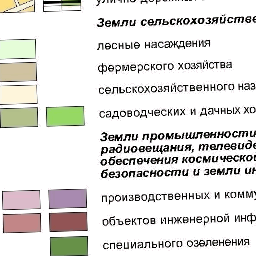 улично дорожн
Земли сельскохозяйстве
лесные насаждения
фермерского хозяйства
сельскохозяйственного наз
садоводческих и дачных хо
Земли промышленности
радиовещания, телевиде
обеспечения космическо
безопасности и земли ин
производственных и комму
объектов инженерной инф
специального озеленения